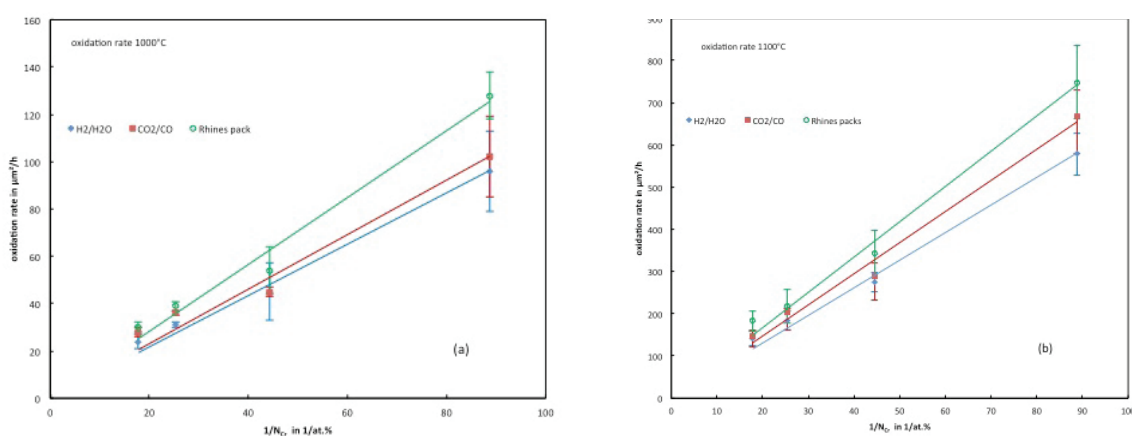 160
140
120
100
80
60
40
20
0
oxidation rate in µm²/h
oxidation rate 1000°C
H2/H2O CO2/CO Rhines pack
(a)
0 20 40 60 80 100
1/N_Cr in 1/at.%
900
800
700
600
500
400
300
200
100
0
oxidation rate in µm²/h
oxidation rate 1100°C
H2/H2O CO2/CO Rhines packs
(b)
0 10 20 30 40 50 60 70 80 90 100
1/N_Cr in 1/at.%